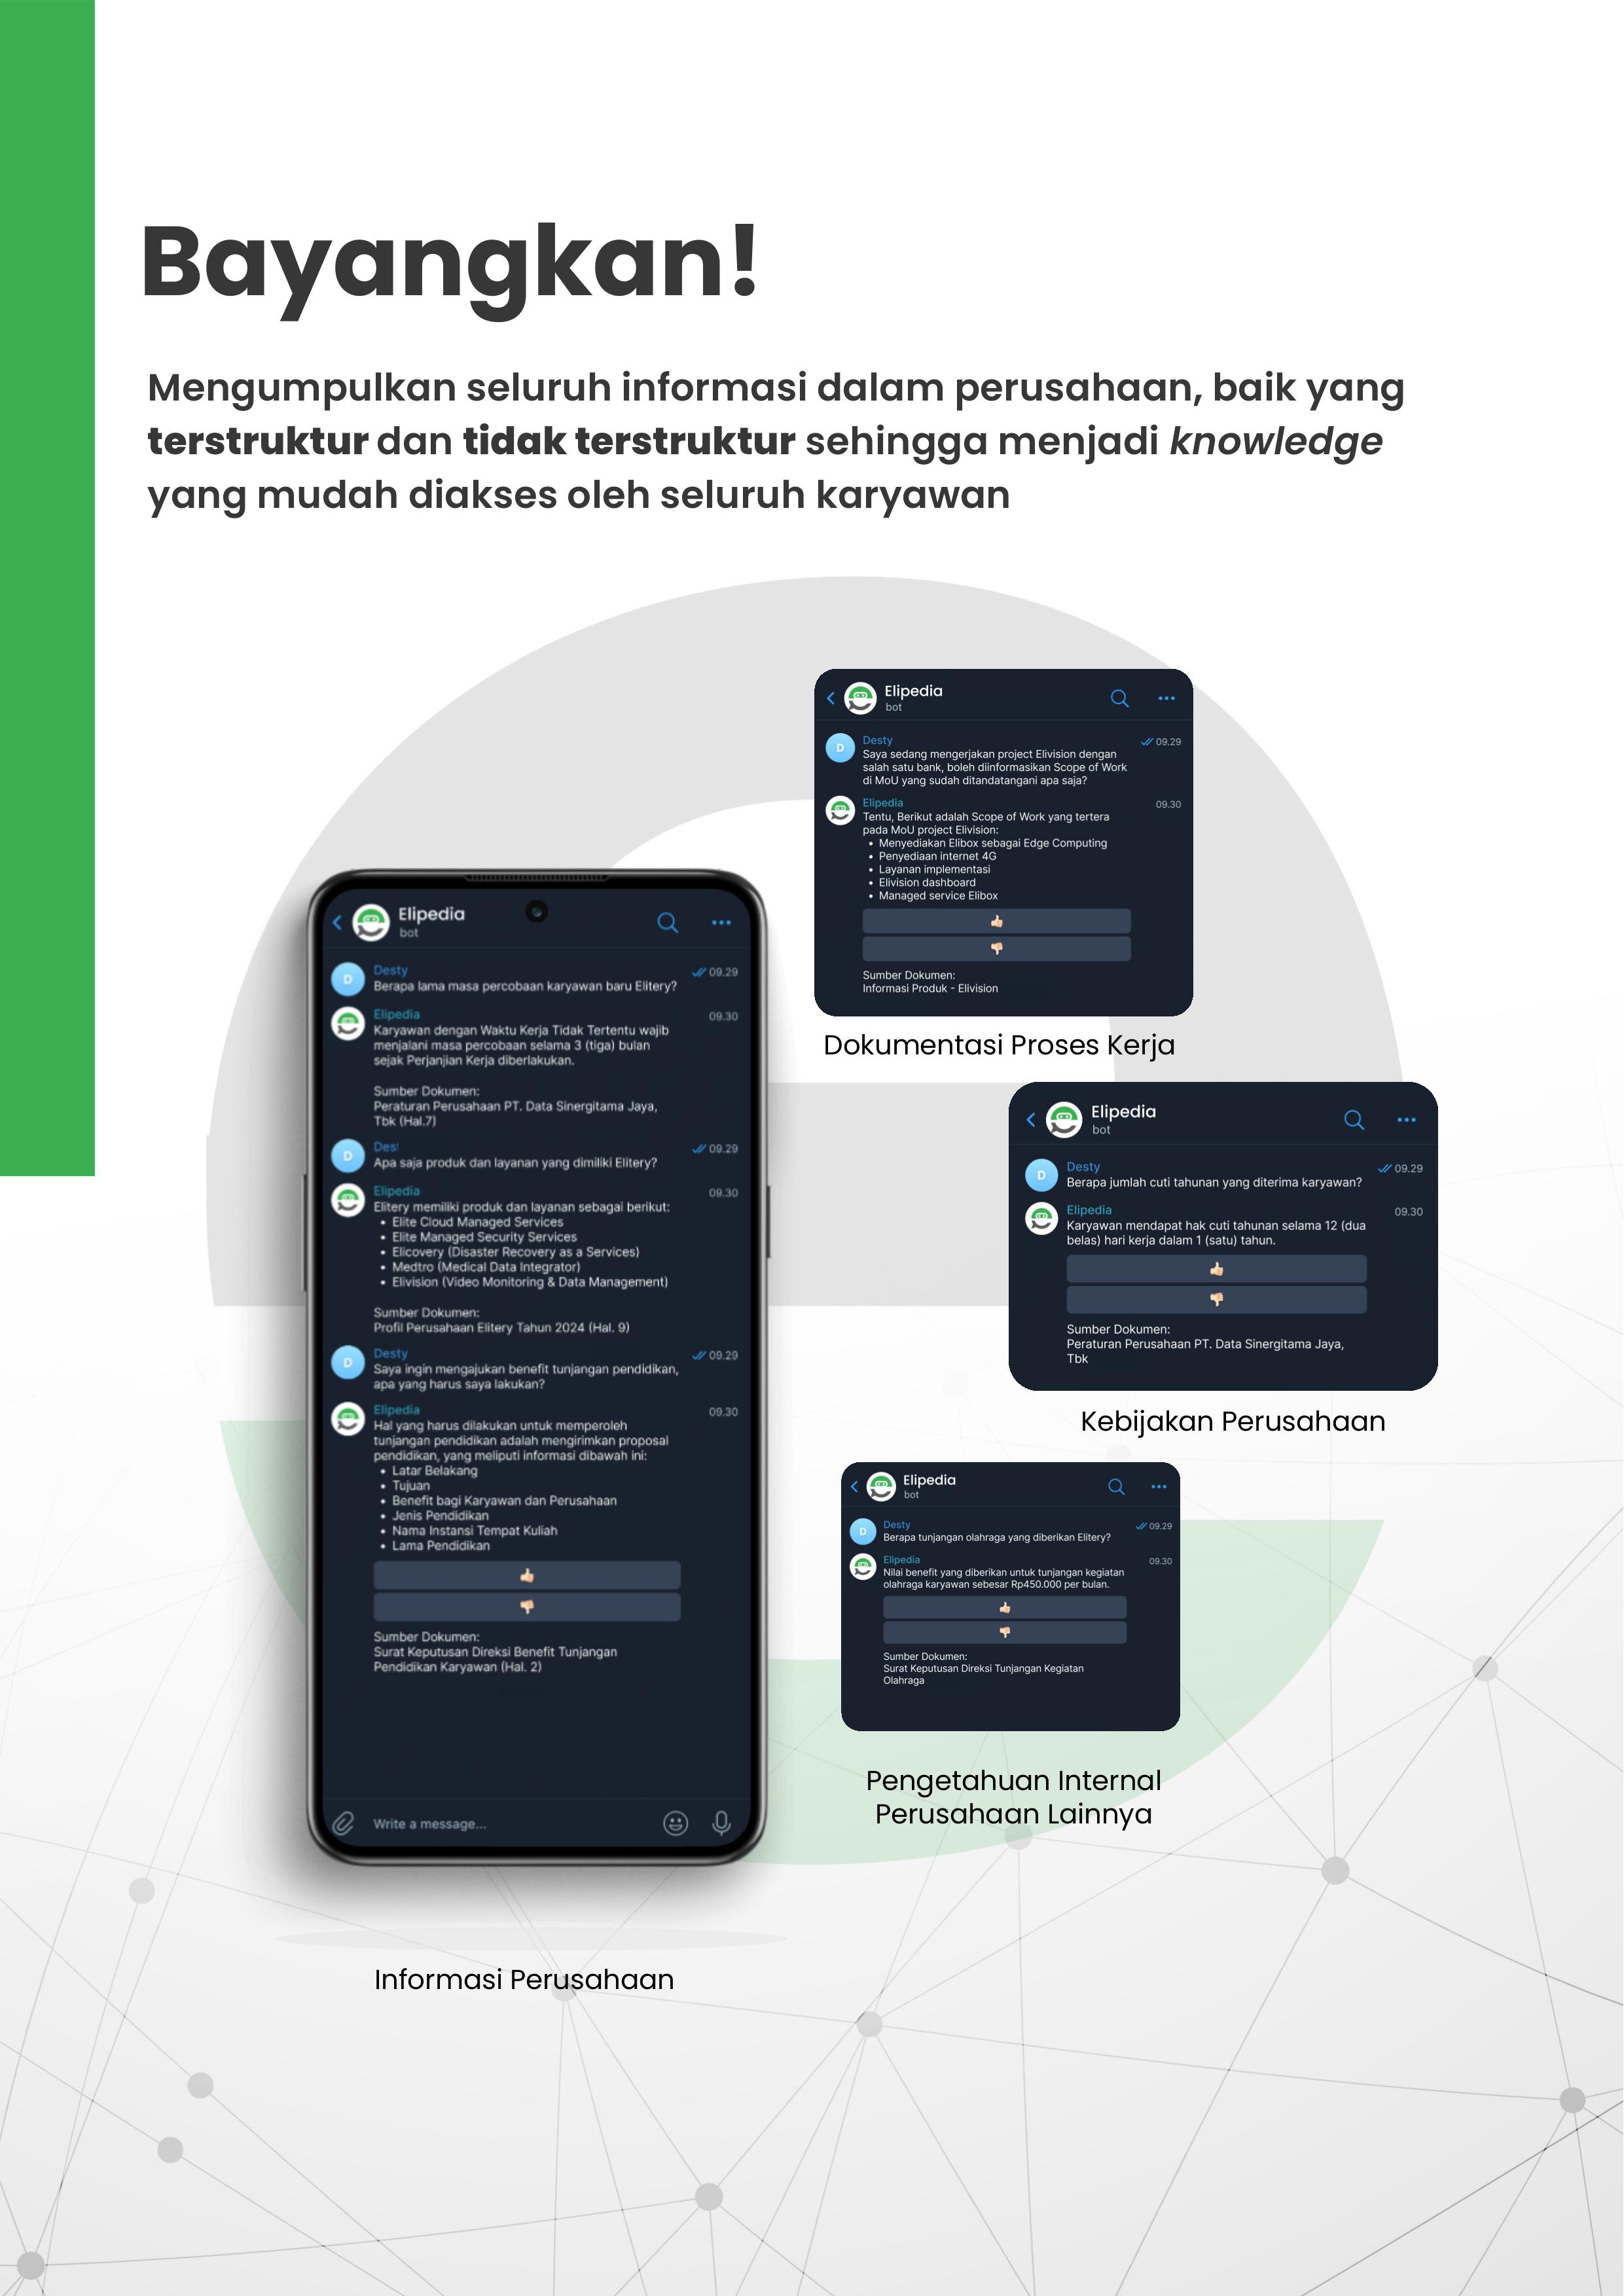 Bayangkan!
Mengumpulkan seluruh informasi dalam perusahaan, baik yang
terstruktur dan tidak terstruktur sehingga menjadi knowledge
yang mudah diakses oleh seluruh karyawan
Elipedia
bot
Desty
09.29
Saya sedang mengerjakan project Elivision dengan
salah satu bank, boleh diinformasikan Scope of Work
di MoU yang sudah ditandatangani apa saja?
Elipedia
09.30
Tentu, Berikut adalah Scope of Work yang tertera
pada MoU project Elivision:
• Menyediakan Elibox sebagai Edge Computing
• Penyediaan internet 4G
• Layanan implementasi
• Elivision dashboard
• Managed service Elibox
👍🏻
👎🏻
Sumber Dokumen:
Informasi Produk - Elivision
Dokumentasi Proses Kerja
Elipedia
bot
Desty
09.29
Berapa lama masa percobaan karyawan baru Elitery?
Elipedia
09.30
Karyawan dengan Waktu Kerja Tidak Tertentu wajib
menjalani masa percobaan selama 3 (tiga) bulan
sejak Perjanjian Kerja diberlakukan.
Sumber Dokumen:
Peraturan Perusahaan PT. Data Sinergitama Jaya,
Tbk (Hal.7)
Des
09.29
Apa saja produk dan layanan yang dimiliki Elitery?
Elipedia
09.30
Elitery memiliki produk dan layanan sebagai berikut:
• Elite Cloud Managed Services
• Elite Managed Security Services
• Elicovery (Disaster Recovery as a Services)
• Medtro (Medical Data Integrator)
• Elivision (Video Monitoring & Data Management)
Sumber Dokumen:
Profil Perusahaan Elitery Tahun 2024 (Hal. 9)
Desty
09.29
Saya ingin mengajukan benefit tunjangan pendidikan,
apa yang harus saya lakukan?
Elipedia
09.30
Hal yang harus dilakukan untuk memperoleh
tunjangan pendidikan adalah mengirimkan proposal
pendidikan, yang meliputi informasi dibawah ini:
• Latar Belakang
• Tujuan
• Benefit bagi Karyawan dan Perusahaan
• Jenis Pendidikan
• Nama Instansi Tempat Kuliah
• Lama Pendidikan
👍🏻
👎🏻
Sumber Dokumen:
Surat Keputusan Direksi Benefit Tunjangan
Pendidikan Karyawan (Hal. 2)
Write a message...
Informasi Perusahaan
Elipedia
bot
Desty
09.29
Berapa jumlah cuti tahunan yang diterima karyawan?
Elipedia
09.30
Karyawan mendapat hak cuti tahunan selama 12 (dua
belas) hari kerja dalam 1 (satu) tahun.
👍🏻
👎🏻
Sumber Dokumen:
Peraturan Perusahaan PT. Data Sinergitama Jaya,
Tbk
Kebijakan Perusahaan
Elipedia
bot
Desty
09.29
Berapa tunjangan olahraga yang diberikan Elitery?
Elipedia
09.30
Nilai benefit yang diberikan untuk tunjangan kegiatan
olahraga karyawan sebesar Rp450.000 per bulan.
👍🏻
👎🏻
Sumber Dokumen:
Surat Keputusan Direksi Tunjangan Kegiatan
Olahraga
Pengetahuan Internal
Perusahaan Lainnya